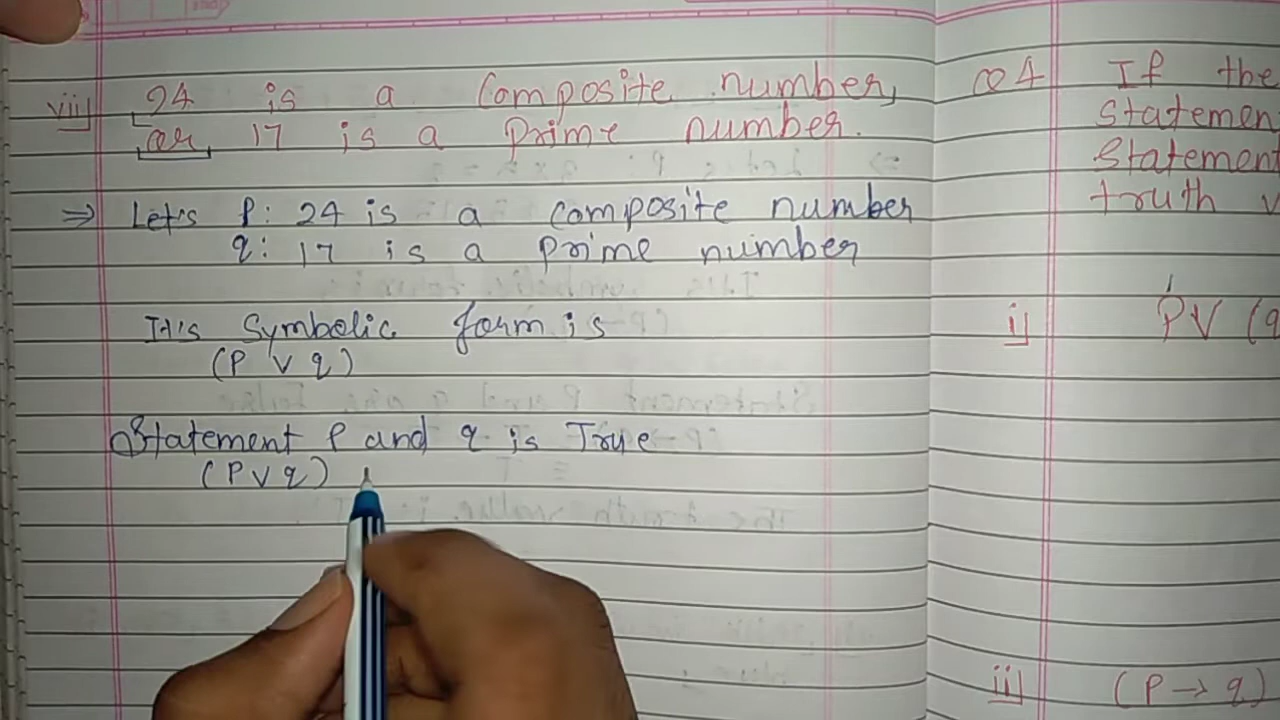 vii] 24 is a Composite number,
or 17 is a Prime number.
⇒ Let's P: 24 is a composite number
q: 17 is a prime number
It's Symbolic form is
(P ∨ q)
Statement P and q is True
(P ∨ q)
Q4 If the
Statemen
Statement
truth v
i] P ∨ (q
ii] (P → q)